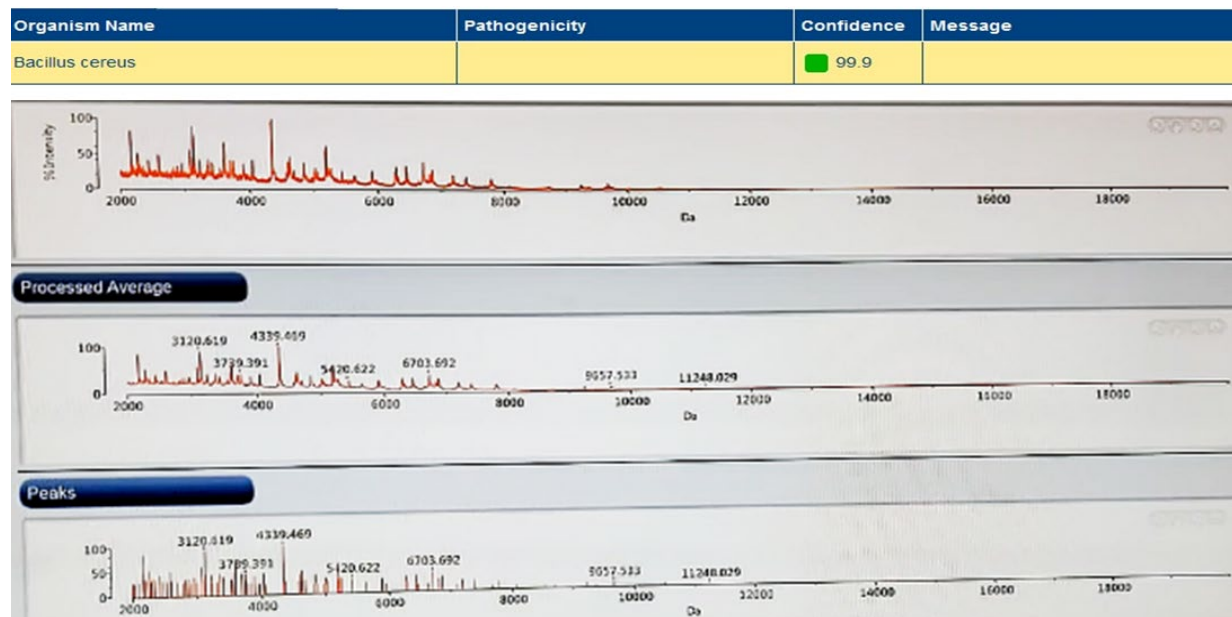 Organism Name Pathogenicity Confidence Message
Bacillus cereus 99.9
100
% Intensity
50
0
2000 4000 6000 8000 10000 12000 14000 16000 18000
Da
Processed Average
3120.619 4339.469
100 3739.391 5420.622 6703.692 9657.533 11248.029
50
0
2000 4000 6000 8000 10000 12000 14000 16000 18000
Da
Peaks
3120.619 4339.469
100 3739.391 5420.622 6703.692 9657.533 11248.029
50
0
2000 4000 6000 8000 10000 12000 14000 16000 18000
Da